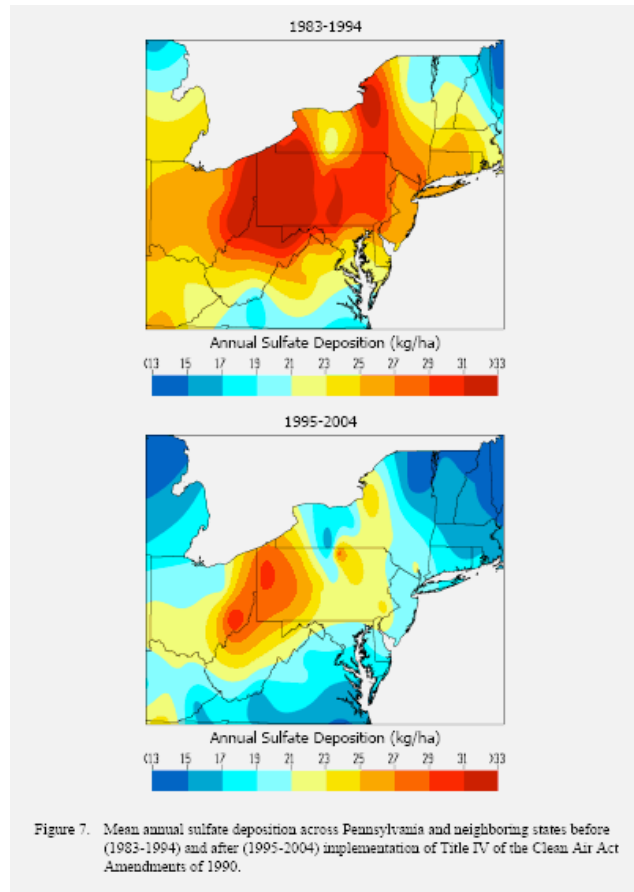 1983-1994
Annual Sulfate Deposition (kg/ha)
<13 15 17 19 21 23 25 27 29 31 >33
1995-2004
Annual Sulfate Deposition (kg/ha)
<13 15 17 19 21 23 25 27 29 31 >33
Figure 7. Mean annual sulfate deposition across Pennsylvania and neighboring states before
(1983-1994) and after (1995-2004) implementation of Title IV of the Clean Air Act
Amendments of 1990.